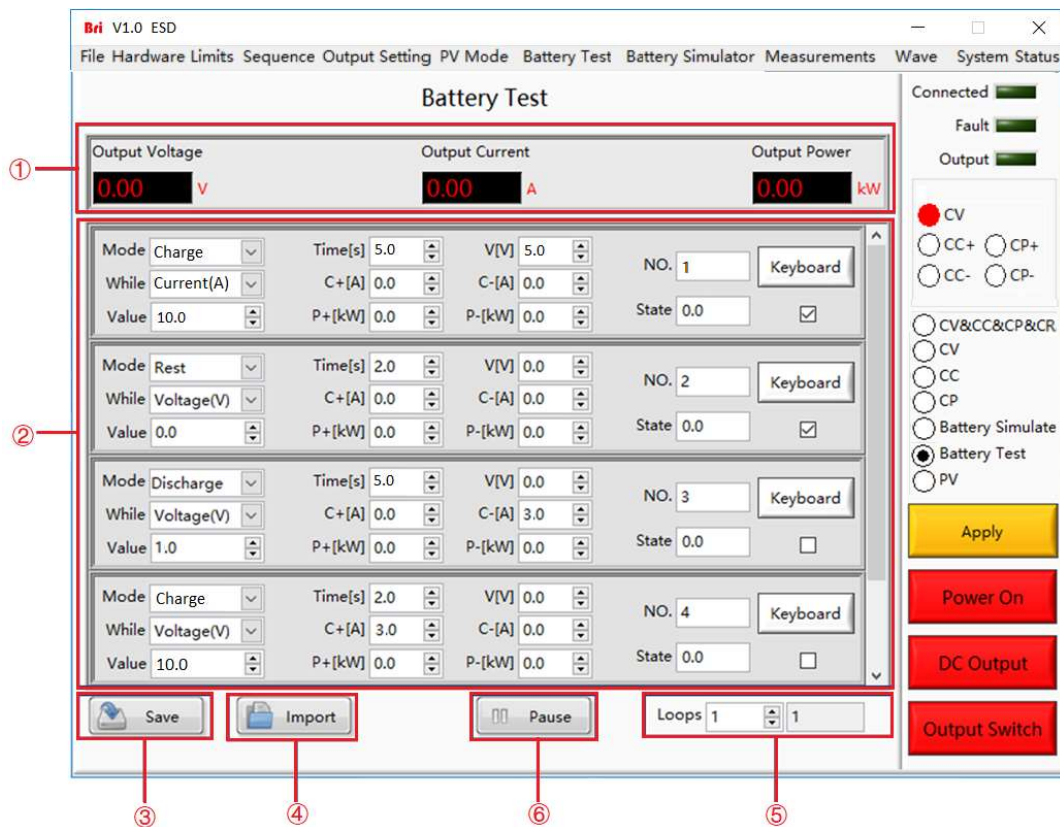 Bri V1.0 ESD
File Hardware Limits Sequence Output Setting PV Mode Battery Test Battery Simulator Measurements Wave System Status
Battery Test
Connected
Fault
Output
①
Output Voltage Output Current Output Power
0.00 V 0.00 A 0.00 kW
CV
CC+ CP+
CC- CP-
CV&CC&CP&CR
CV
CC
CP
Battery Simulate
Battery Test
PV
Apply
Power On
DC Output
Output Switch
②
Mode Charge Time[s] 5.0 V[V] 5.0 NO. 1 Keyboard
While Current(A) C+[A] 0.0 C-[A] 0.0
Value 10.0 P+[kW] 0.0 P-[kW] 0.0 State 0.0
Mode Rest Time[s] 2.0 V[V] 0.0 NO. 2 Keyboard
While Voltage(V) C+[A] 0.0 C-[A] 0.0
Value 0.0 P+[kW] 0.0 P-[kW] 0.0 State 0.0
Mode Discharge Time[s] 5.0 V[V] 0.0 NO. 3 Keyboard
While Voltage(V) C+[A] 0.0 C-[A] 3.0
Value 1.0 P+[kW] 0.0 P-[kW] 0.0 State 0.0
Mode Charge Time[s] 2.0 V[V] 0.0 NO. 4 Keyboard
While Voltage(V) C+[A] 3.0 C-[A] 0.0
Value 10.0 P+[kW] 0.0 P-[kW] 0.0 State 0.0
Save Import Pause Loops 1 1
③ ④ ⑥ ⑤